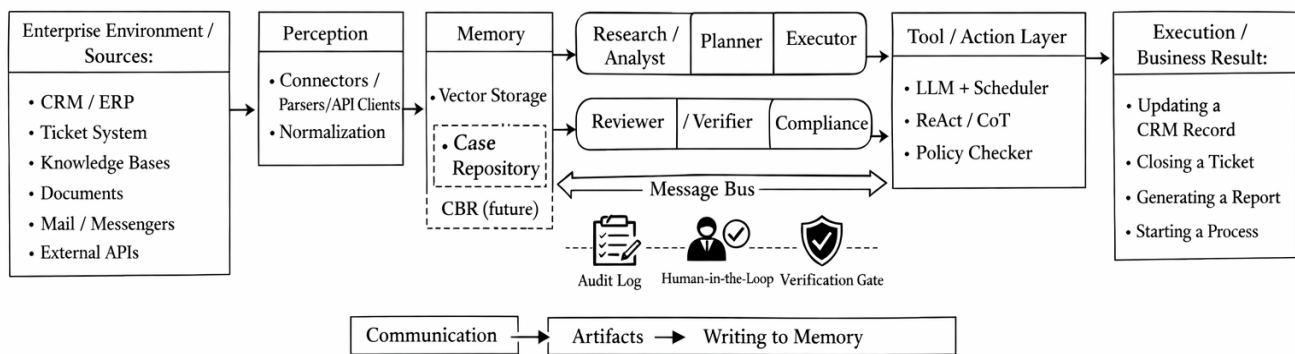 Enterprise Environment /
Sources:
• CRM / ERP
• Ticket System
• Knowledge Bases
• Documents
• Mail / Messengers
• External APIs
Perception
• Connectors /
Parsers/API Clients
• Normalization
Memory
• Vector Storage
• Case
Repository
CBR (future)
Research /
Analyst
Planner
Executor
Reviewer
/ Verifier
Compliance
Message Bus
Audit Log
Human-in-the-Loop
Verification Gate
Tool / Action Layer
• LLM + Scheduler
• ReAct / CoT
• Policy Checker
Execution /
Business Result:
• Updating a
CRM Record
• Closing a Ticket
• Generating a Report
• Starting a Process
Communication
Artifacts
Writing to Memory